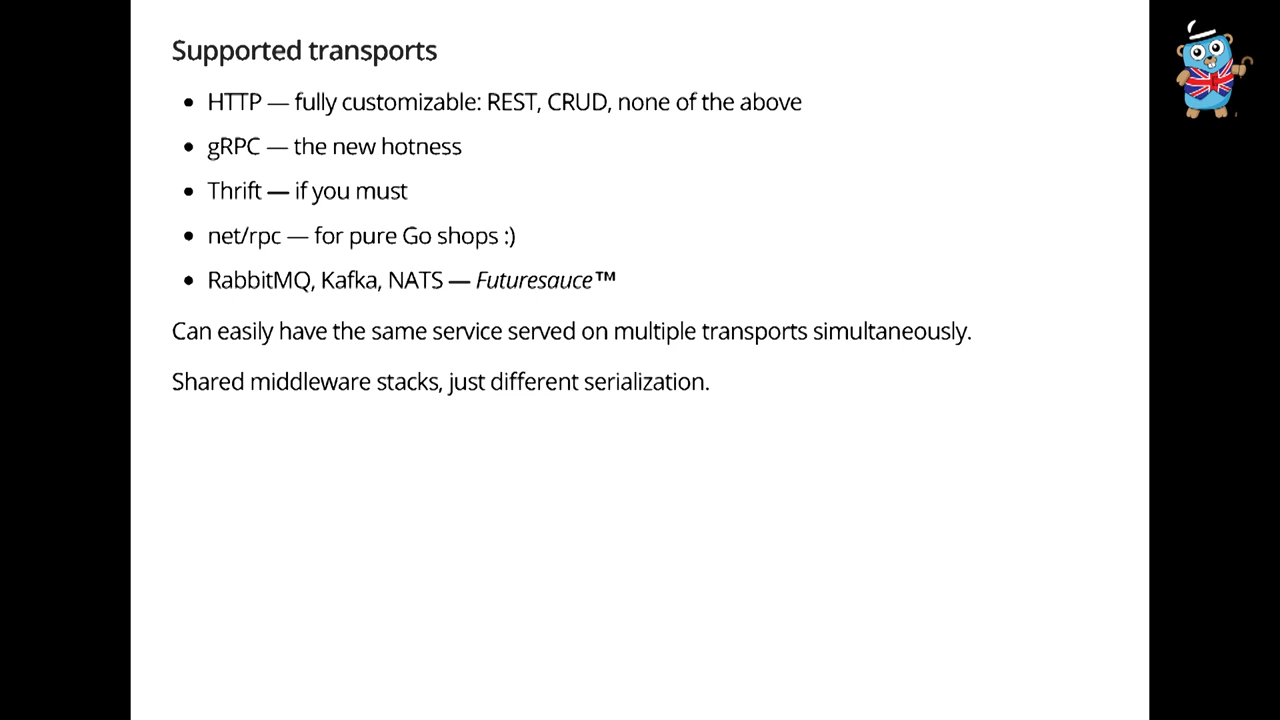 Supported transports
• HTTP — fully customizable: REST, CRUD, none of the above
• gRPC — the new hotness
• Thrift — if you must
• net/rpc — for pure Go shops :)
• RabbitMQ, Kafka, NATS — Futuresauce™
Can easily have the same service served on multiple transports simultaneously.
Shared middleware stacks, just different serialization.